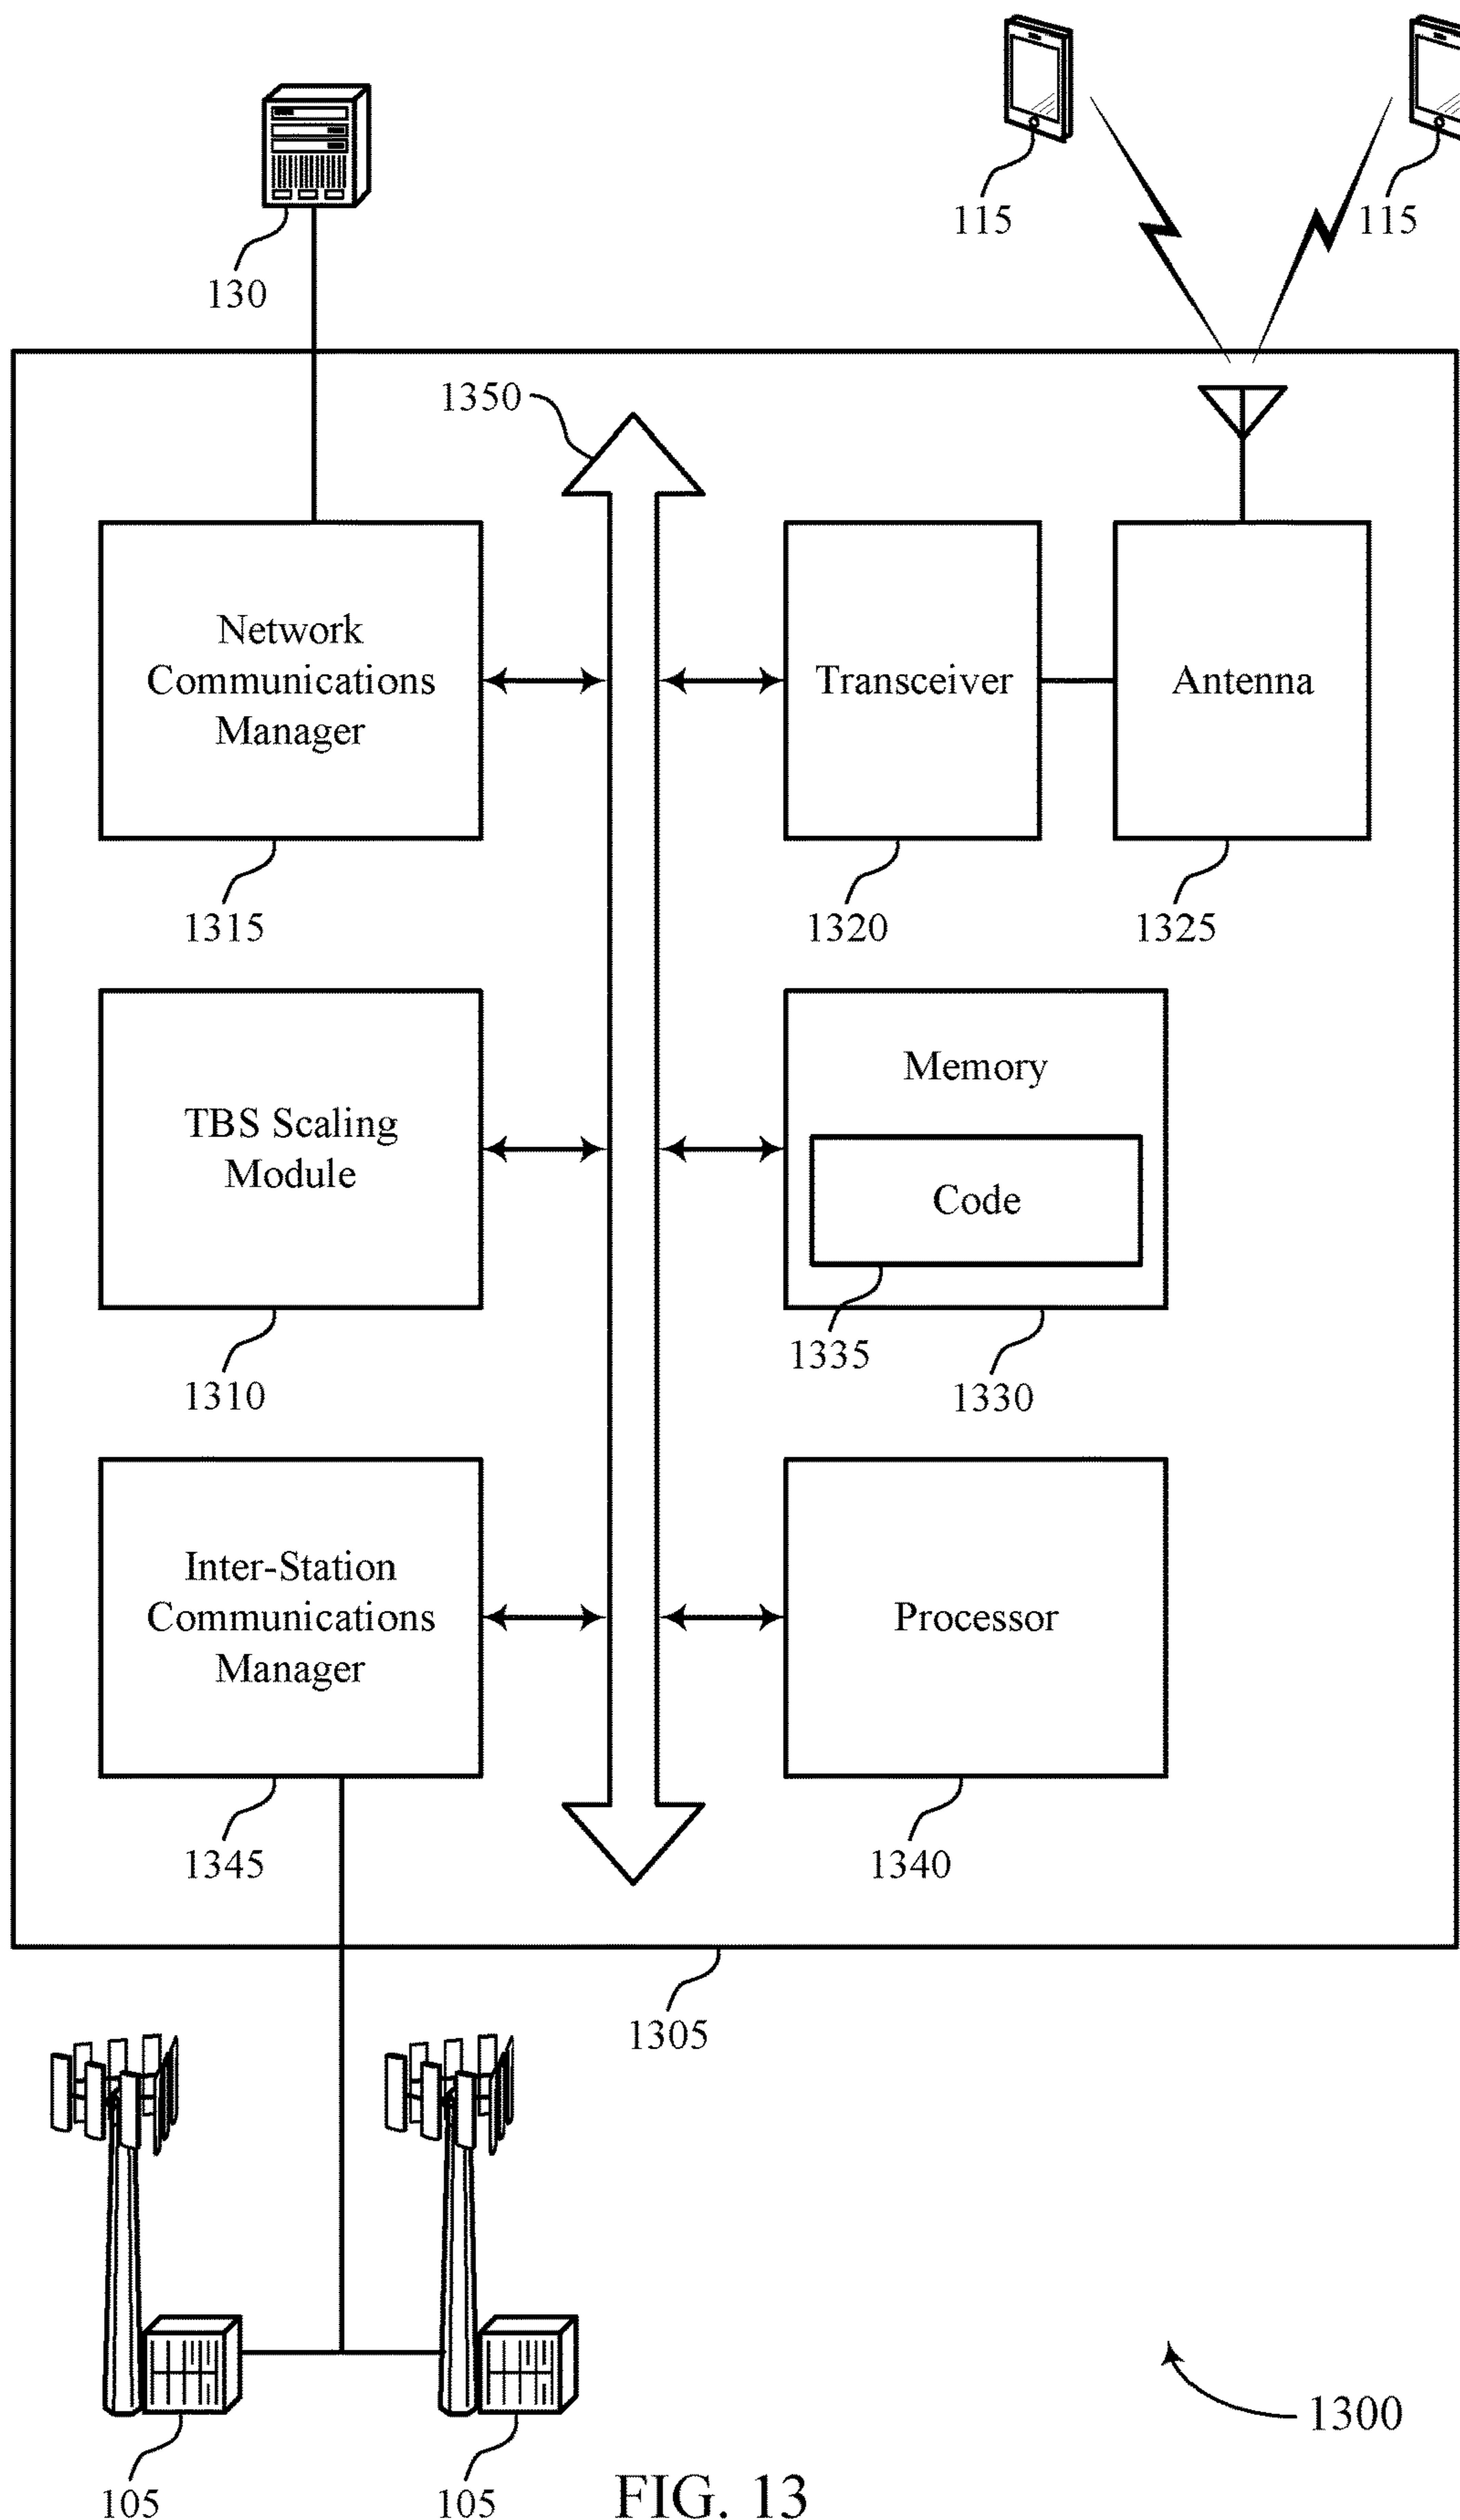 115
115
130
1350
Network
Communications
Manager
Transceiver
Antenna
1315
1320
1325
TBS Scaling
Module
Memory
Code
1335
1310
1330
Inter-Station
Communications
Manager
Processor
1345
1340
1305
1300
105
105
FIG. 13